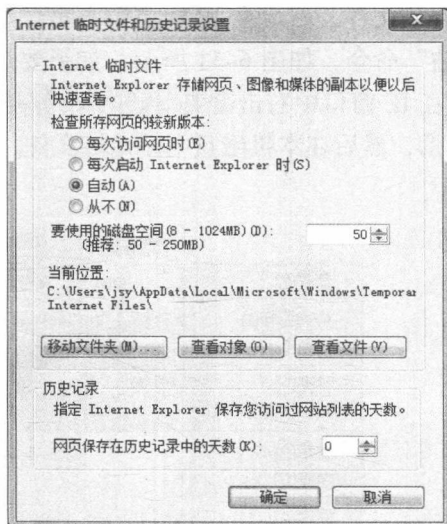 Internet 临时文件和历史记录设置
Internet 临时文件
Internet Explorer 存储网页、图像和媒体的副本以便以后
快速查看。
检查所存网页的较新版本:
每次访问网页时(E)
每次启动 Internet Explorer 时(S)
自动(A)
从不(N)
要使用的磁盘空间(8 - 1024MB)(D): 50
(推荐: 50 - 250MB)
当前位置:
C:\Users\jsy\AppData\Local\Microsoft\Windows\Temporar
Internet Files\
移动文件夹(M)... 查看对象(O) 查看文件(V)
历史记录
指定 Internet Explorer 保存您访问过网站列表的天数。
网页保存在历史记录中的天数(K): 0
确定 取消